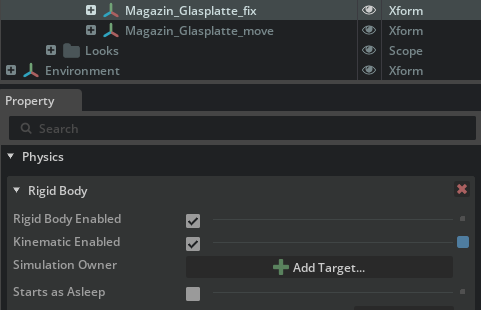 Magazin_Glasplatte_fix Xform
Magazin_Glasplatte_move Xform
Looks Scope
Environment Xform
Property
Search
Physics
Rigid Body
Rigid Body Enabled
Kinematic Enabled
Simulation Owner Add Target...
Starts as Asleep